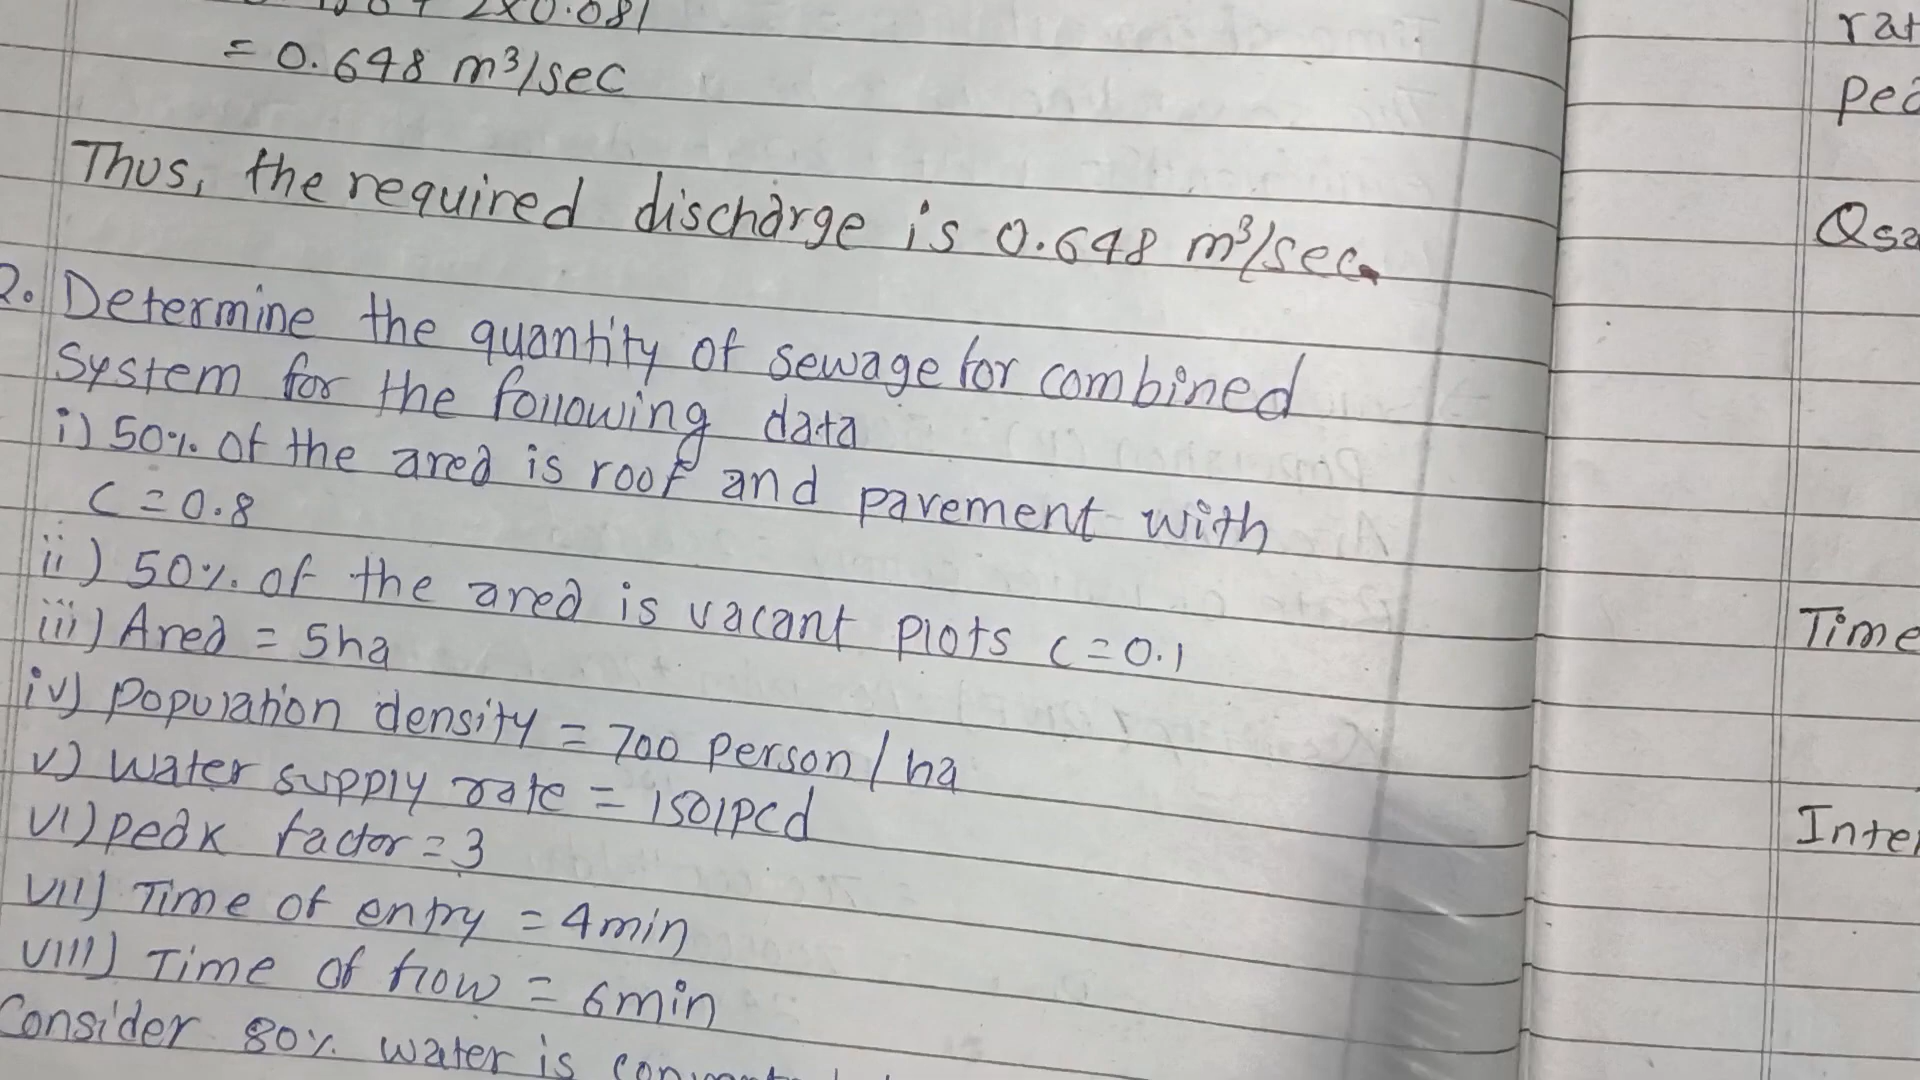 2x0.081
= 0.648 m³/sec
Thus, the required discharge is 0.648 m³/sec.
2. Determine the quantity of sewage for combined
System for the following data
i) 50% of the area is roof and pavement with
C = 0.8
ii) 50% of the area is vacant plots C = 0.1
iii) Area = 5ha
iv) Population density = 700 person/ha
v) Water supply rate = 150lpcd
vi) peak factor = 3
vii) Time of entry = 4min
viii) Time of flow = 6min
Consider 80% water is
rat
pea
Time
Inter